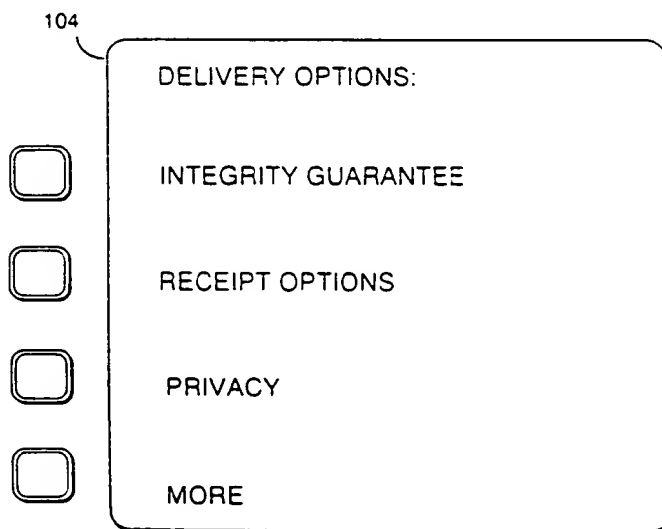 104
DELIVERY OPTIONS:
INTEGRITY GUARANTEE
RECEIPT OPTIONS
PRIVACY
MORE